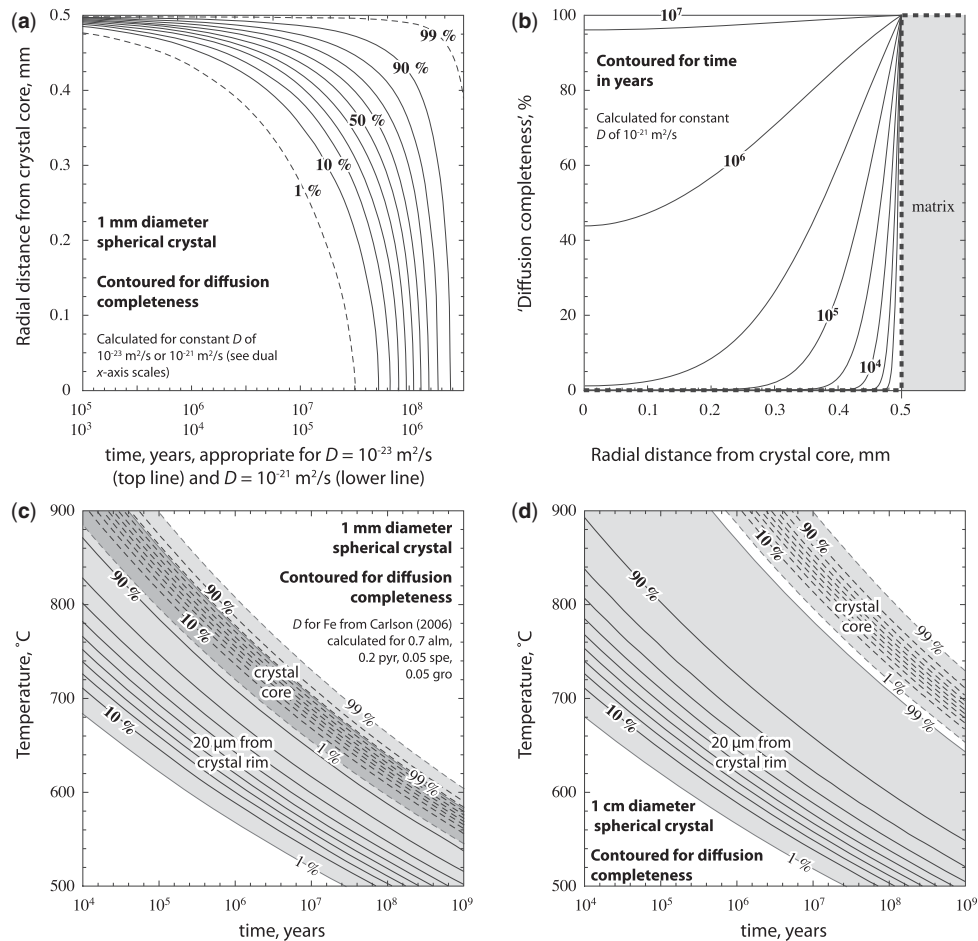 (a)
0.5
0.4
0.3
0.2
0.1
0
Radial distance from crystal core, mm
99 %
90 %
50 %
10 %
1 %
1 mm diameter
spherical crystal
Contoured for diffusion
completeness
Calculated for constant D of
10⁻²³ m²/s or 10⁻²¹ m²/s (see dual
x-axis scales)
10⁵ 10⁶ 10⁷ 10⁸
10³ 10⁴ 10⁵ 10⁶
time, years, appropriate for D = 10⁻²³ m²/s
(top line) and D = 10⁻²¹ m²/s (lower line)
(b)
100
80
60
40
20
0
'Diffusion completeness', %
10⁷
Contoured for time
in years
Calculated for constant
D of 10⁻²¹ m²/s
10⁶
matrix
10⁵
10⁴
0 0.1 0.2 0.3 0.4 0.5
Radial distance from crystal core, mm
(c)
900
800
700
600
500
Temperature, ˚C
1 mm diameter
spherical crystal
Contoured for diffusion
completeness
D for Fe from Carlson (2006)
calculated for 0.7 alm,
0.2 pyr, 0.05 spe,
0.05 gro
90 %
90 %
10 %
crystal
core
99 %
10 %
20 µm from
crystal rim
1 %
99 %
1 %
10⁴ 10⁵ 10⁶ 10⁷ 10⁸ 10⁹
time, years
(d)
900
800
700
600
500
Temperature, ˚C
10 %
90 %
90 %
crystal
core
99 %
1 %
99 %
10 %
20 µm from
crystal rim
1 cm diameter
spherical crystal
Contoured for diffusion
completeness
1 %
10⁴ 10⁵ 10⁶ 10⁷ 10⁸ 10⁹
time, years